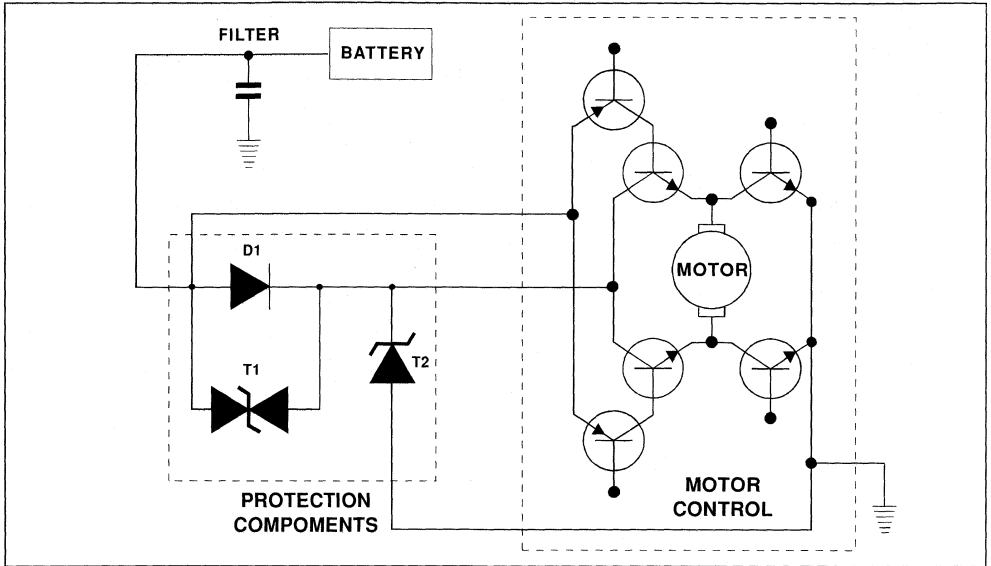 FILTER
BATTERY
D1
T1
T2
MOTOR
PROTECTION
COMPOMENTS
MOTOR
CONTROL